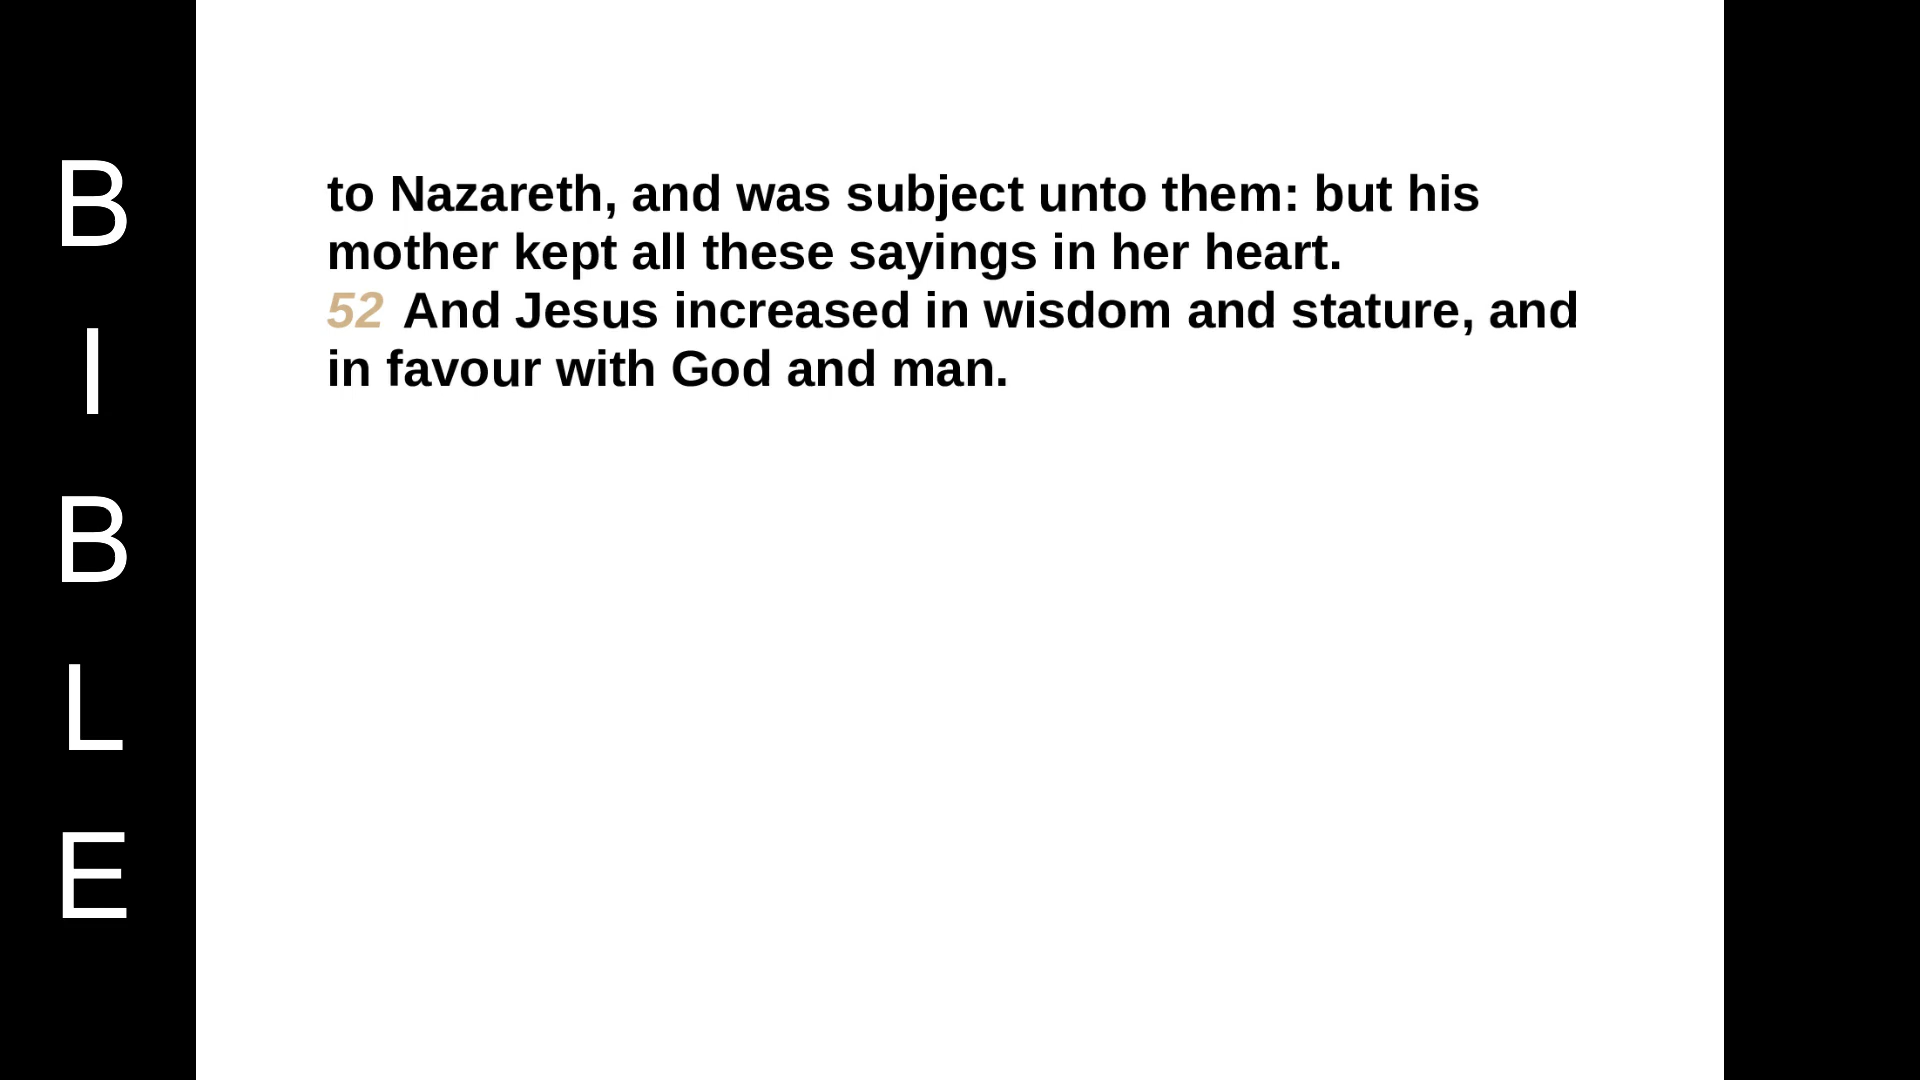 B
I
B
L
E
to Nazareth, and was subject unto them: but his
mother kept all these sayings in her heart.
52 And Jesus increased in wisdom and stature, and
in favour with God and man.